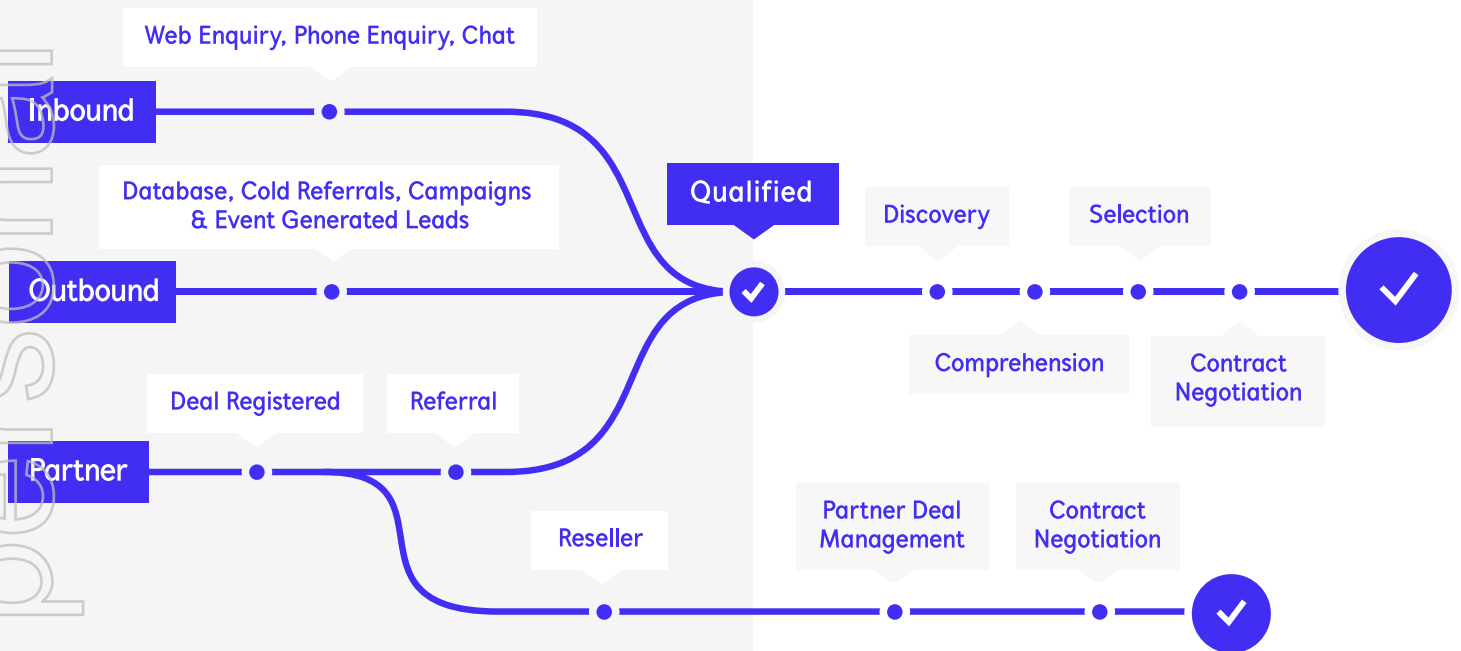 Web Enquiry, Phone Enquiry, Chat
Inbound
Database, Cold Referrals, Campaigns
& Event Generated Leads
Outbound
Qualified
Discovery
Selection
Comprehension
Contract
Negotiation
Deal Registered
Referral
Partner
Reseller
Partner Deal
Management
Contract
Negotiation
personal